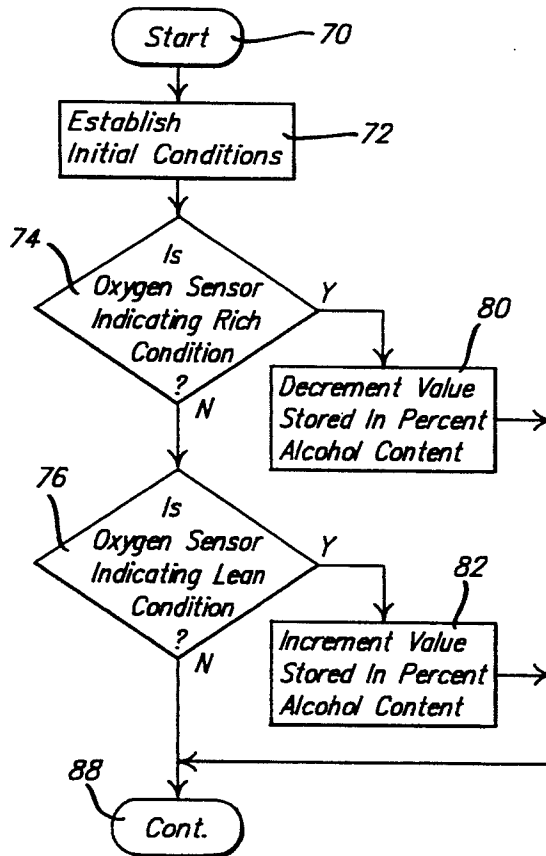 Start
70
Establish
Initial Conditions
72
74
Is
Oxygen Sensor
Indicating Rich
Condition
?
Y
N
80
Decrement Value
Stored In Percent
Alcohol Content
76
Is
Oxygen Sensor
Indicating Lean
Condition
?
Y
N
82
Increment Value
Stored In Percent
Alcohol Content
88
Cont.